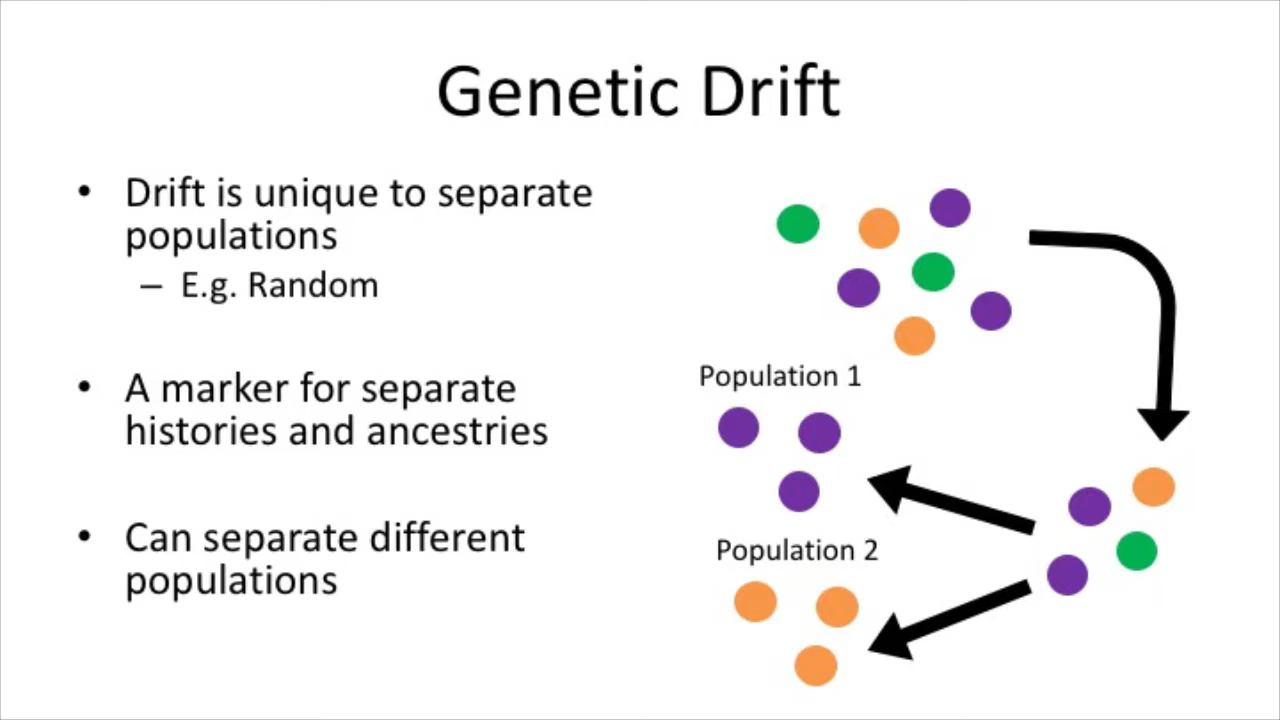 Genetic Drift
• Drift is unique to separate
populations
– E.g. Random
• A marker for separate
histories and ancestries
• Can separate different
populations
Population 1
Population 2